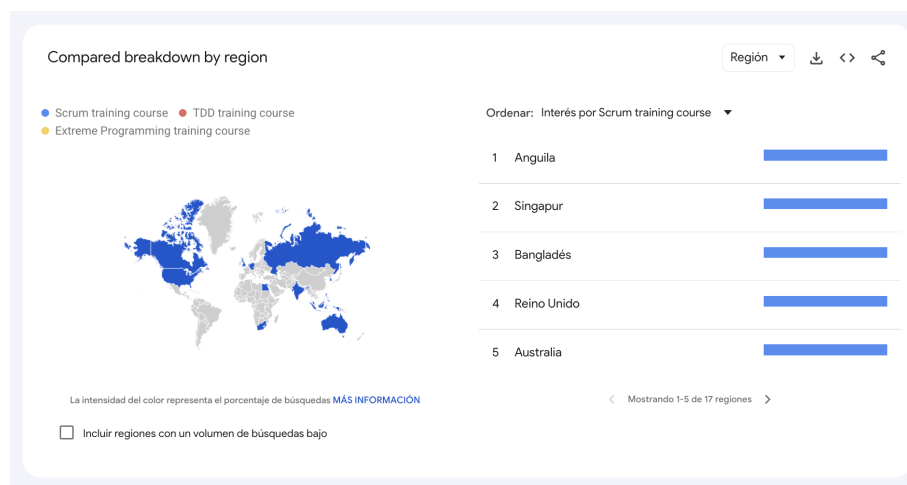 Compared breakdown by region
Región
Scrum training course TDD training course
Extreme Programming training course
Ordenar: Interés por Scrum training course
1 Anguila
2 Singapur
3 Bangladés
4 Reino Unido
5 Australia
La intensidad del color representa el porcentaje de búsquedas MÁS INFORMACIÓN
Mostrando 1-5 de 17 regiones
Incluir regiones con un volumen de búsquedas bajo